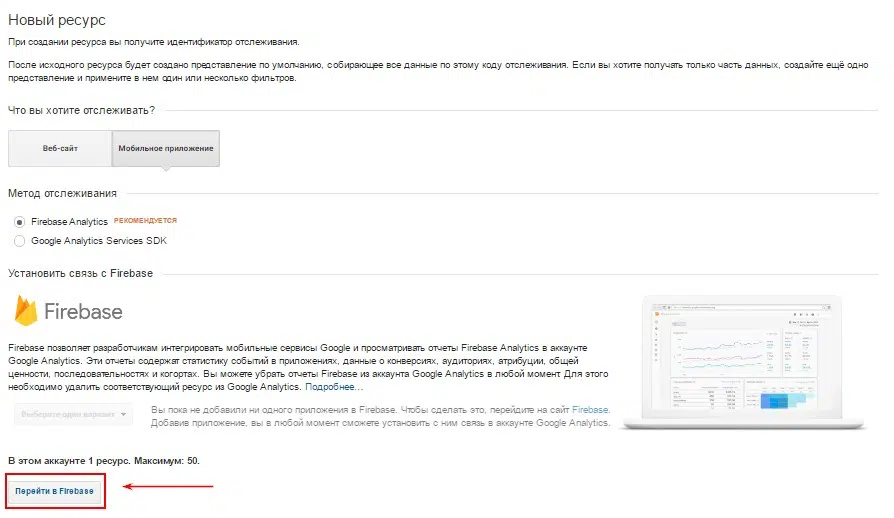 Новый ресурс
При создании ресурса вы получите идентификатор отслеживания.
После исходного ресурса будет создано представление по умолчанию, собирающее все данные по этому коду отслеживания. Если вы хотите получать только часть данных, создайте ещё одно
представление и примените в нем один или несколько фильтров.
Что вы хотите отслеживать?
Веб-сайт
Мобильное приложение
Метод отслеживания
Firebase Analytics РЕКОМЕНДУЕТСЯ
Google Analytics Services SDK
Установить связь с Firebase
Firebase
Firebase позволяет разработчикам интегрировать мобильные сервисы Google и просматривать отчеты Firebase Analytics в аккаунте
Google Analytics. Эти отчеты содержат статистику событий в приложениях, данные о конверсиях, аудиториях, атрибуции, общей
ценности, последовательностях и когортах. Вы можете убрать отчеты Firebase из аккаунта Google Analytics в любой момент Для этого
необходимо удалить соответствующий ресурс из Google Analytics. Подробнее…
Выберите один вариант
Вы пока не добавили ни одного приложения в Firebase. Чтобы сделать это, перейдите на сайт Firebase.
Добавив приложение, вы в любой момент сможете установить с ним связь в аккаунте Google Analytics.
В этом аккаунте 1 ресурс. Максимум: 50.
Перейти в Firebase